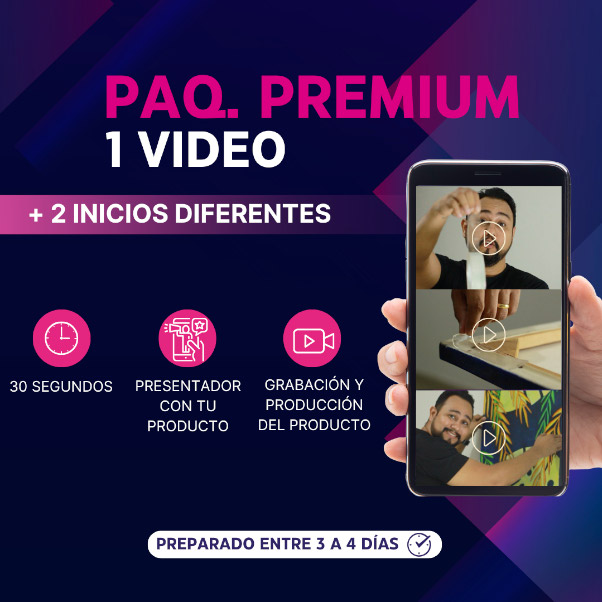 PAQ. PREMIUM
1 VIDEO
+ 2 INICIOS DIFERENTES
30 SEGUNDOS
PRESENTADOR
CON TU
PRODUCTO
GRABACIÓN Y
PRODUCCIÓN
DEL PRODUCTO
PREPARADO ENTRE 3 A 4 DÍAS